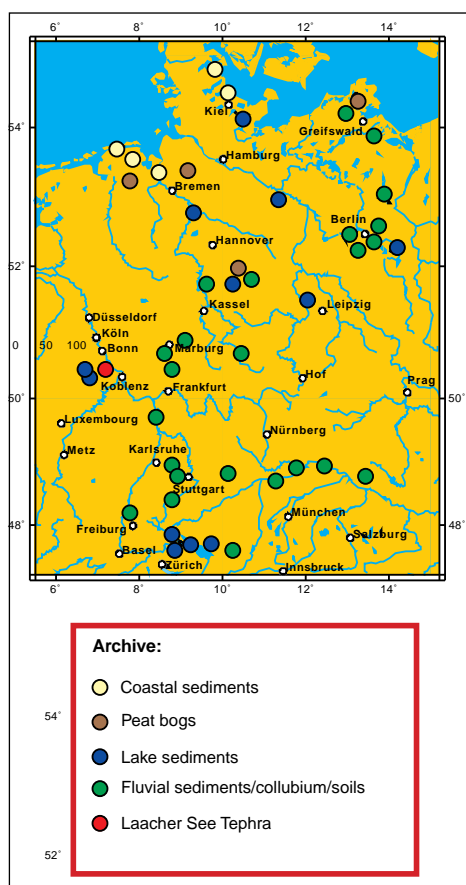 6° 8° 10° 12° 14°
Kiel
54° Greifswald
Hamburg
Bremen
Berlin
Hannover
52°
Kassel Leipzig
Düsseldorf
Köln
0 50 100 Bonn Marburg
Koblenz Hof Prag
Frankfurt
50°
Luxembourg
Nürnberg
Metz Karlsruhe
Stuttgart
48° Freiburg München
Salzburg
Basel
Zürich Innsbruck
6° 8° 10° 12° 14°
Archive:
Coastal sediments
54°
Peat bogs
Lake sediments
Fluvial sediments/collubium/soils
Laacher See Tephra
52°